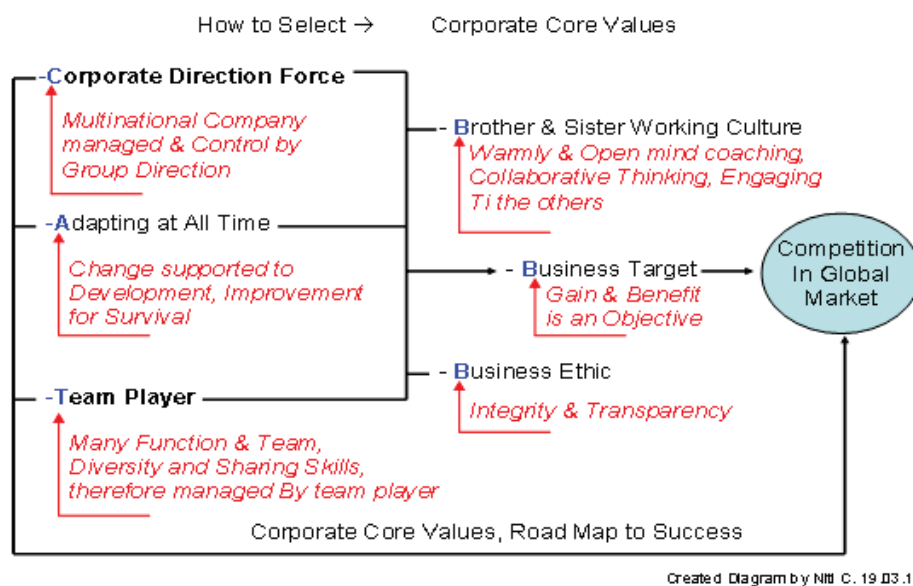 How to Select → Corporate Core Values
-Corporate Direction Force
Multinational Company
managed & Control by
Group Direction
-Adapting at All Time
Change supported to
Development, Improvement
for Survival
-Team Player
Many Function & Team,
Diversity and Sharing Skills,
therefore managed By team player
- Brother & Sister Working Culture
Warmly & Open mind coaching,
Collaborative Thinking, Engaging
Ti the others
- Business Target
Gain & Benefit
is an Objective
- Business Ethic
Integrity & Transparency
Competition
In Global
Market
Corporate Core Values, Road Map to Success
Created Diagram by Niti C. 19.03.1